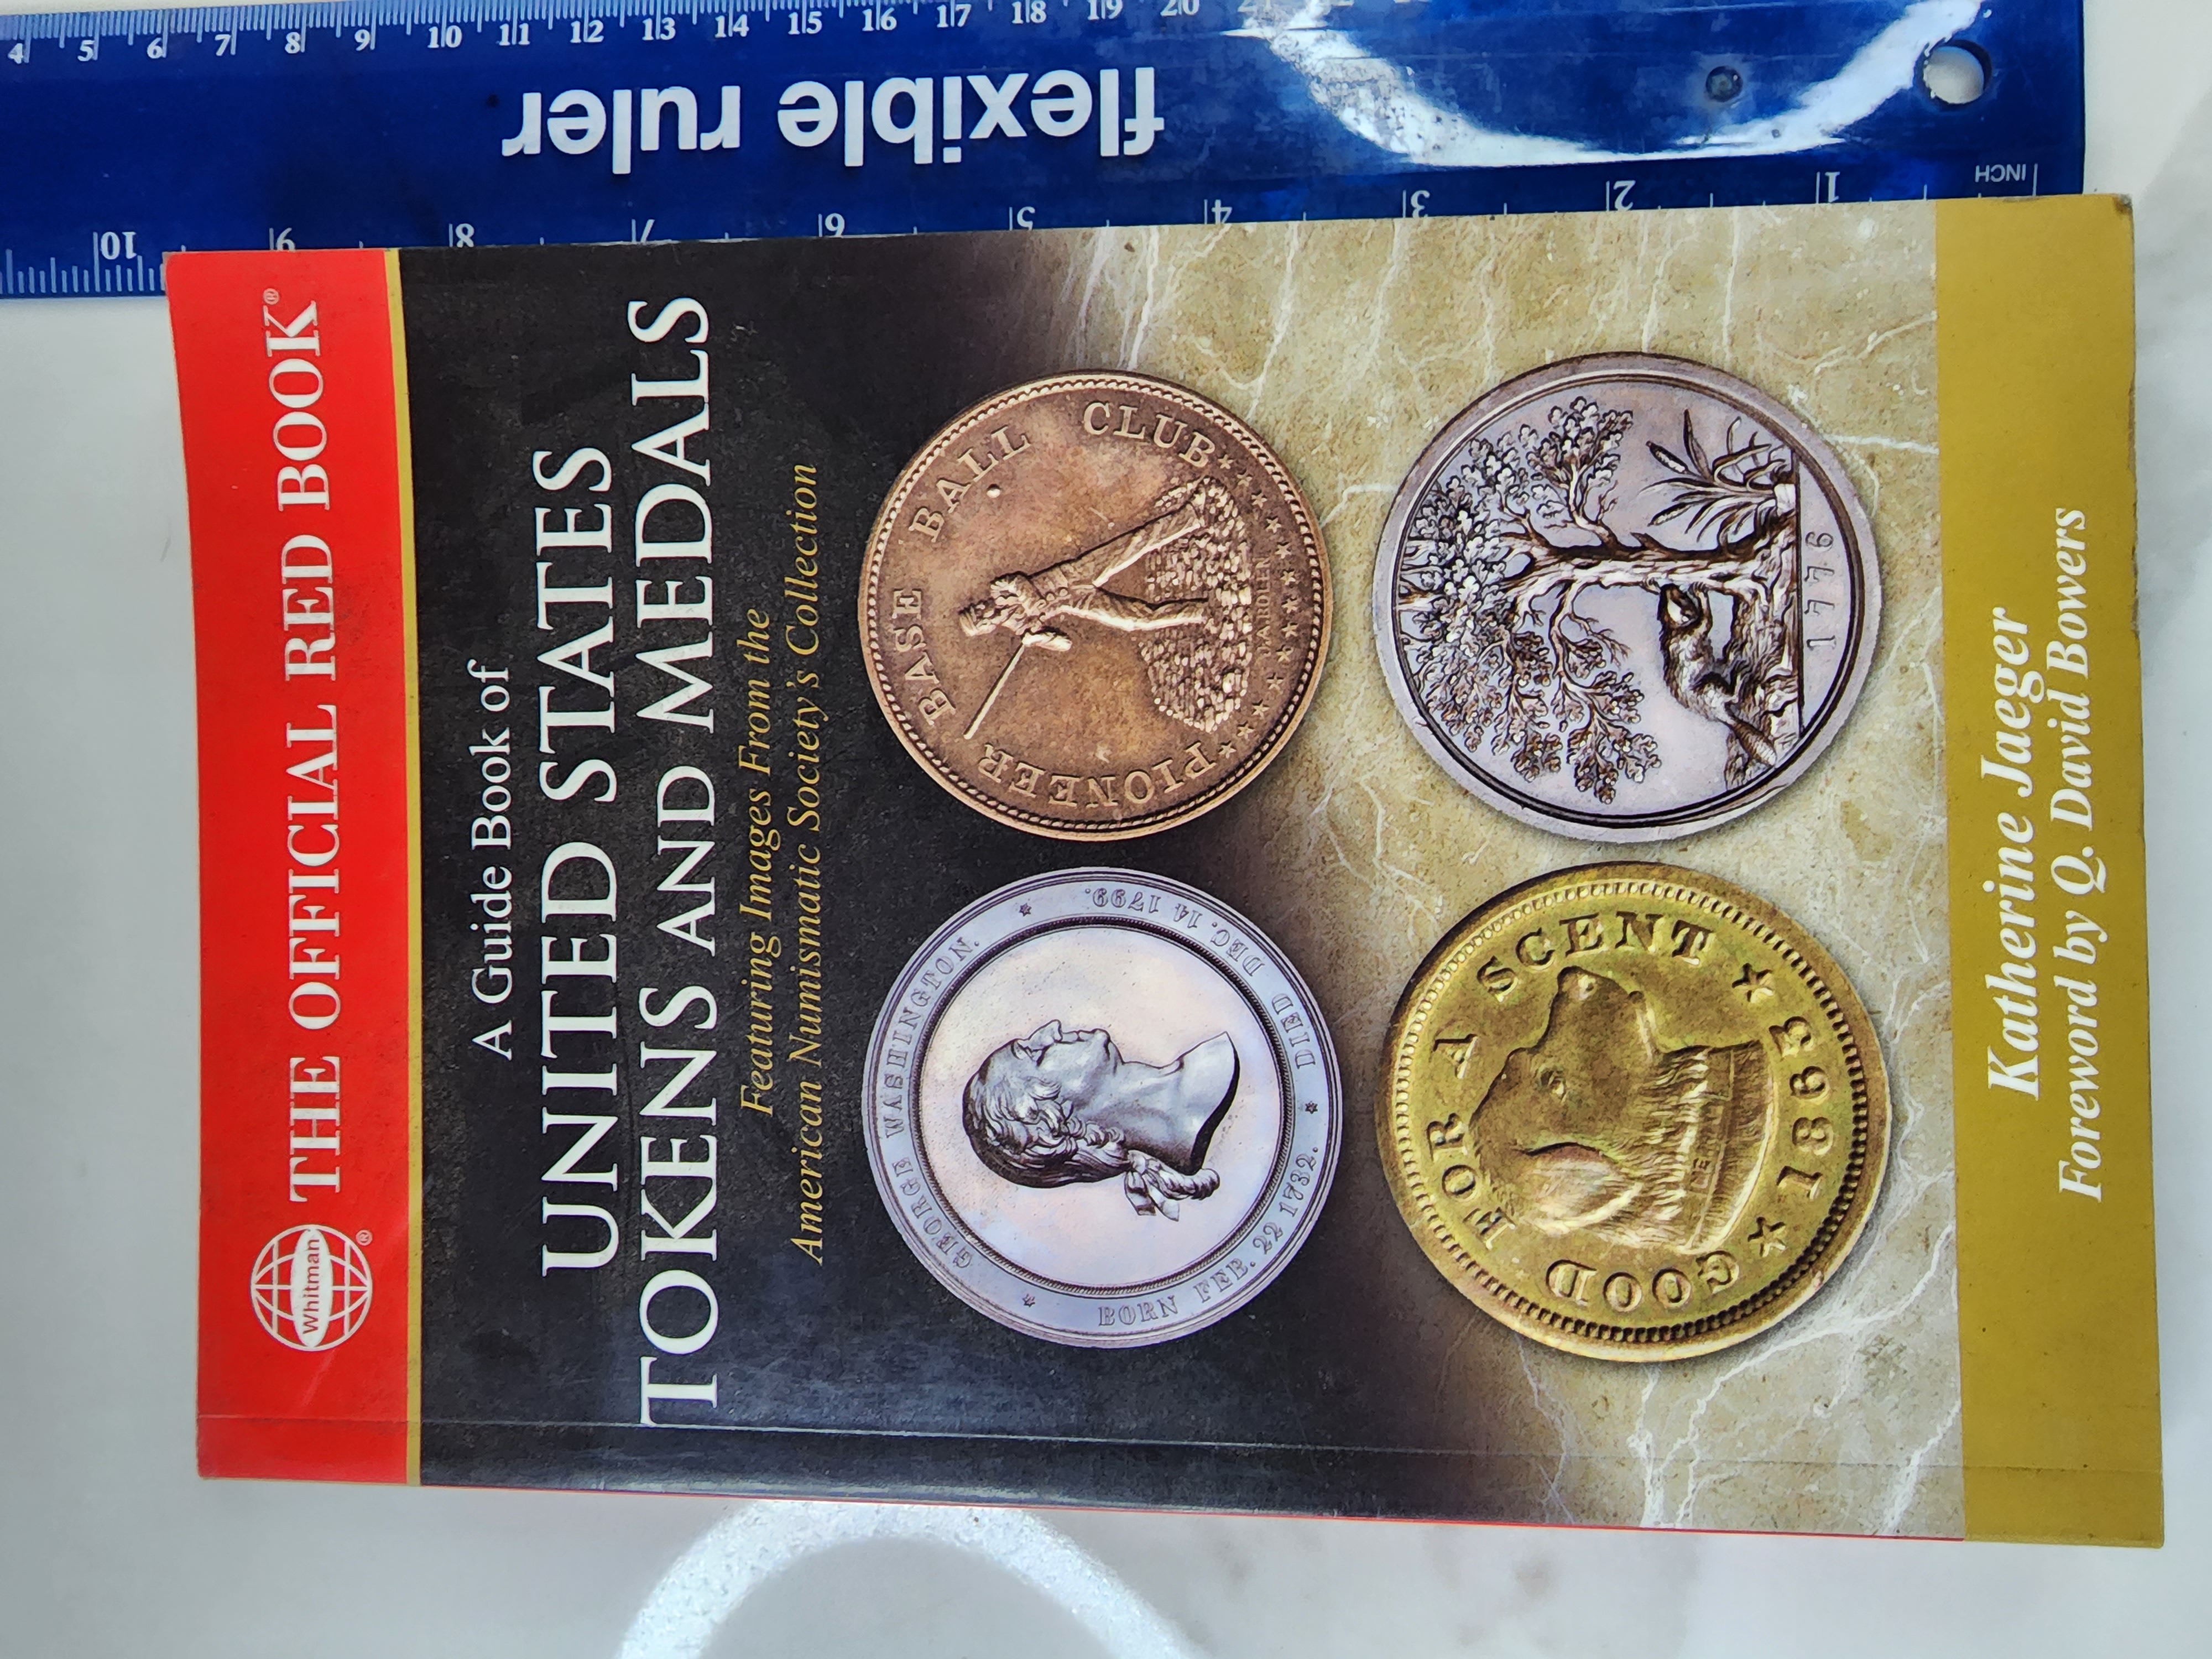 4 5 6 7 8 9 10 11 12 13 14 15 16 17 18 19 20
flexible ruler
INCH 1 2 3 4 5 6 7 8 9 10
Whitman®
THE OFFICIAL RED BOOK®
A Guide Book of
UNITED STATES
TOKENS AND MEDALS
Featuring Images From the
American Numismatic Society's Collection
GEORGE WASHINGTON.
BORN FEB. 22 1732. DIED DEC. 14 1799.
PIONEER BASE BALL CLUB
GOOD FOR A SCENT
1863
1776
Katherine Jaeger
Foreword by Q. David Bowers